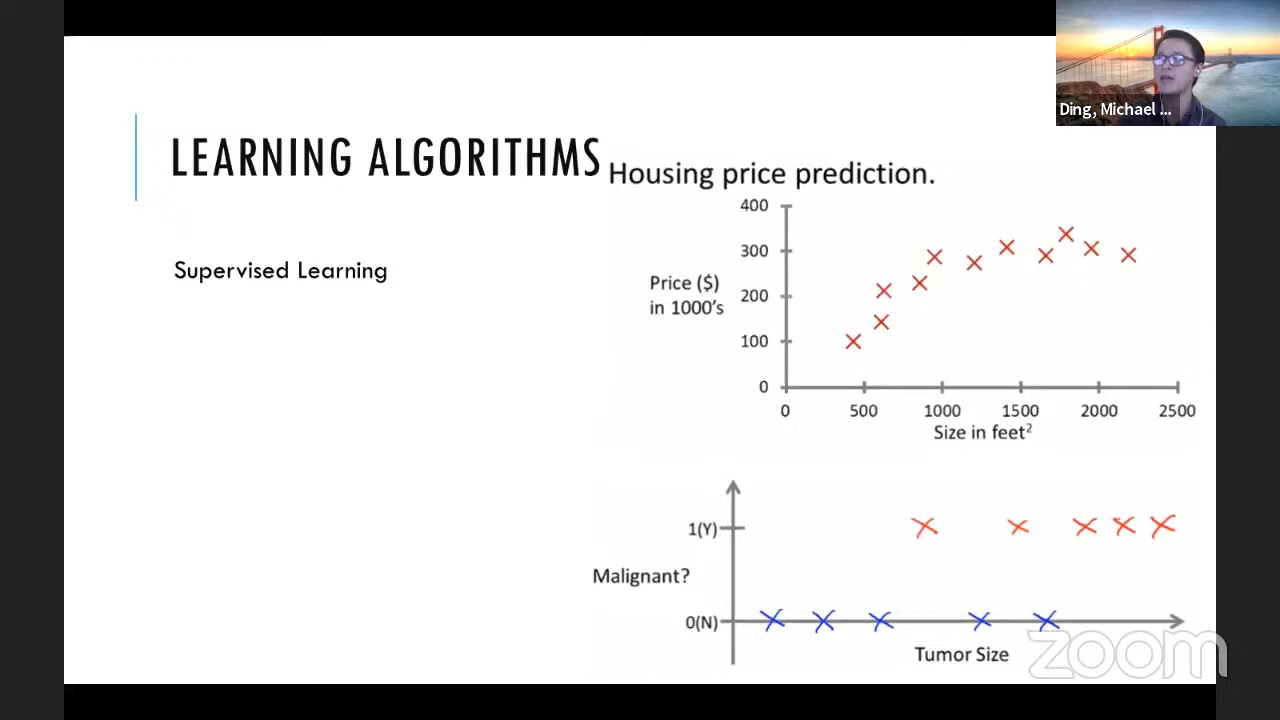 Ding, Michael ...
LEARNING ALGORITHMS
Housing price prediction.
Supervised Learning
Price ($)
in 1000's
400
300
200
100
0
0 500 1000 1500 2000 2500
Size in feet²
1(Y)
Malignant?
0(N)
Tumor Size
zoom